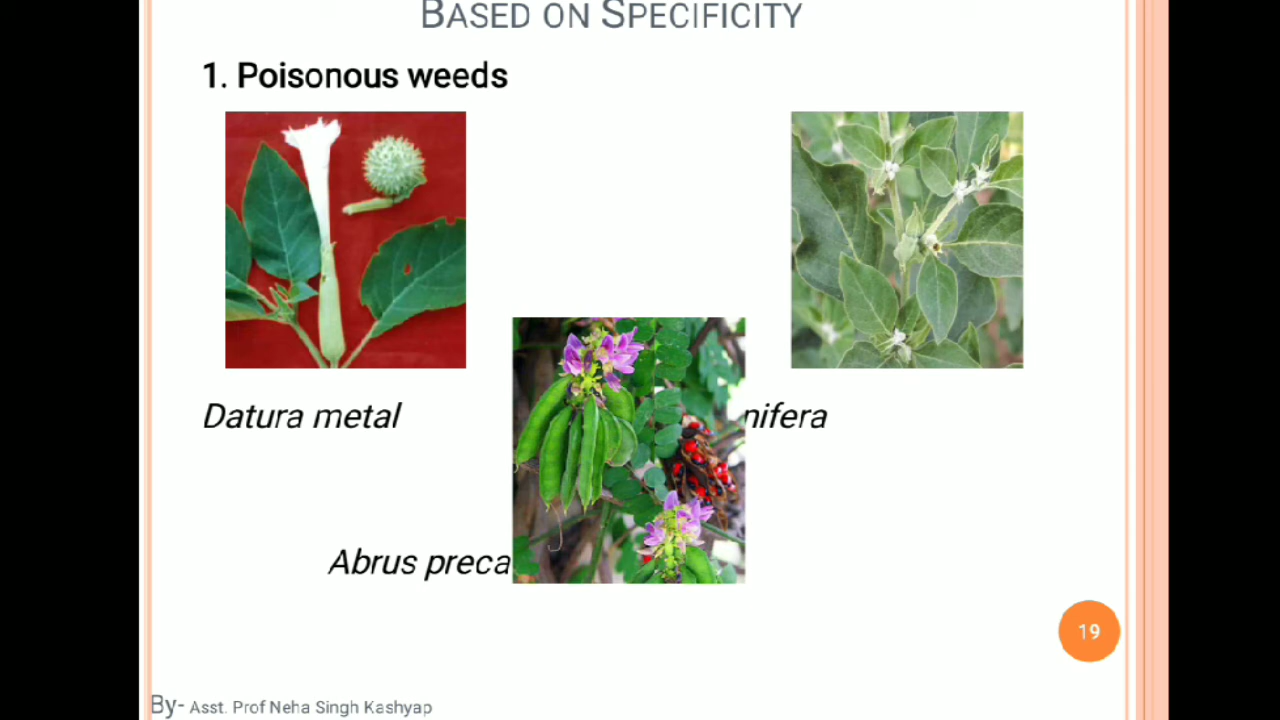 BASED ON SPECIFICITY
1. Poisonous weeds
Datura metal
nifera
Abrus preca
19
By- Asst. Prof Neha Singh Kashyap